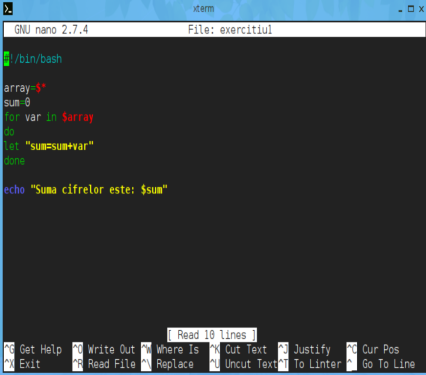 xterm
GNU nano 2.7.4 File: exercitiul
#!/bin/bash
array=$*
sum=0
for var in $array
do
let "sum=sum+var"
done
echo "Suma cifrelor este: $sum"
[ Read 10 lines ]
^G Get Help ^O Write Out ^W Where Is ^K Cut Text ^J Justify ^C Cur Pos
^X Exit ^R Read File ^\ Replace ^U Uncut Text ^T To Linter ^_ Go To Line